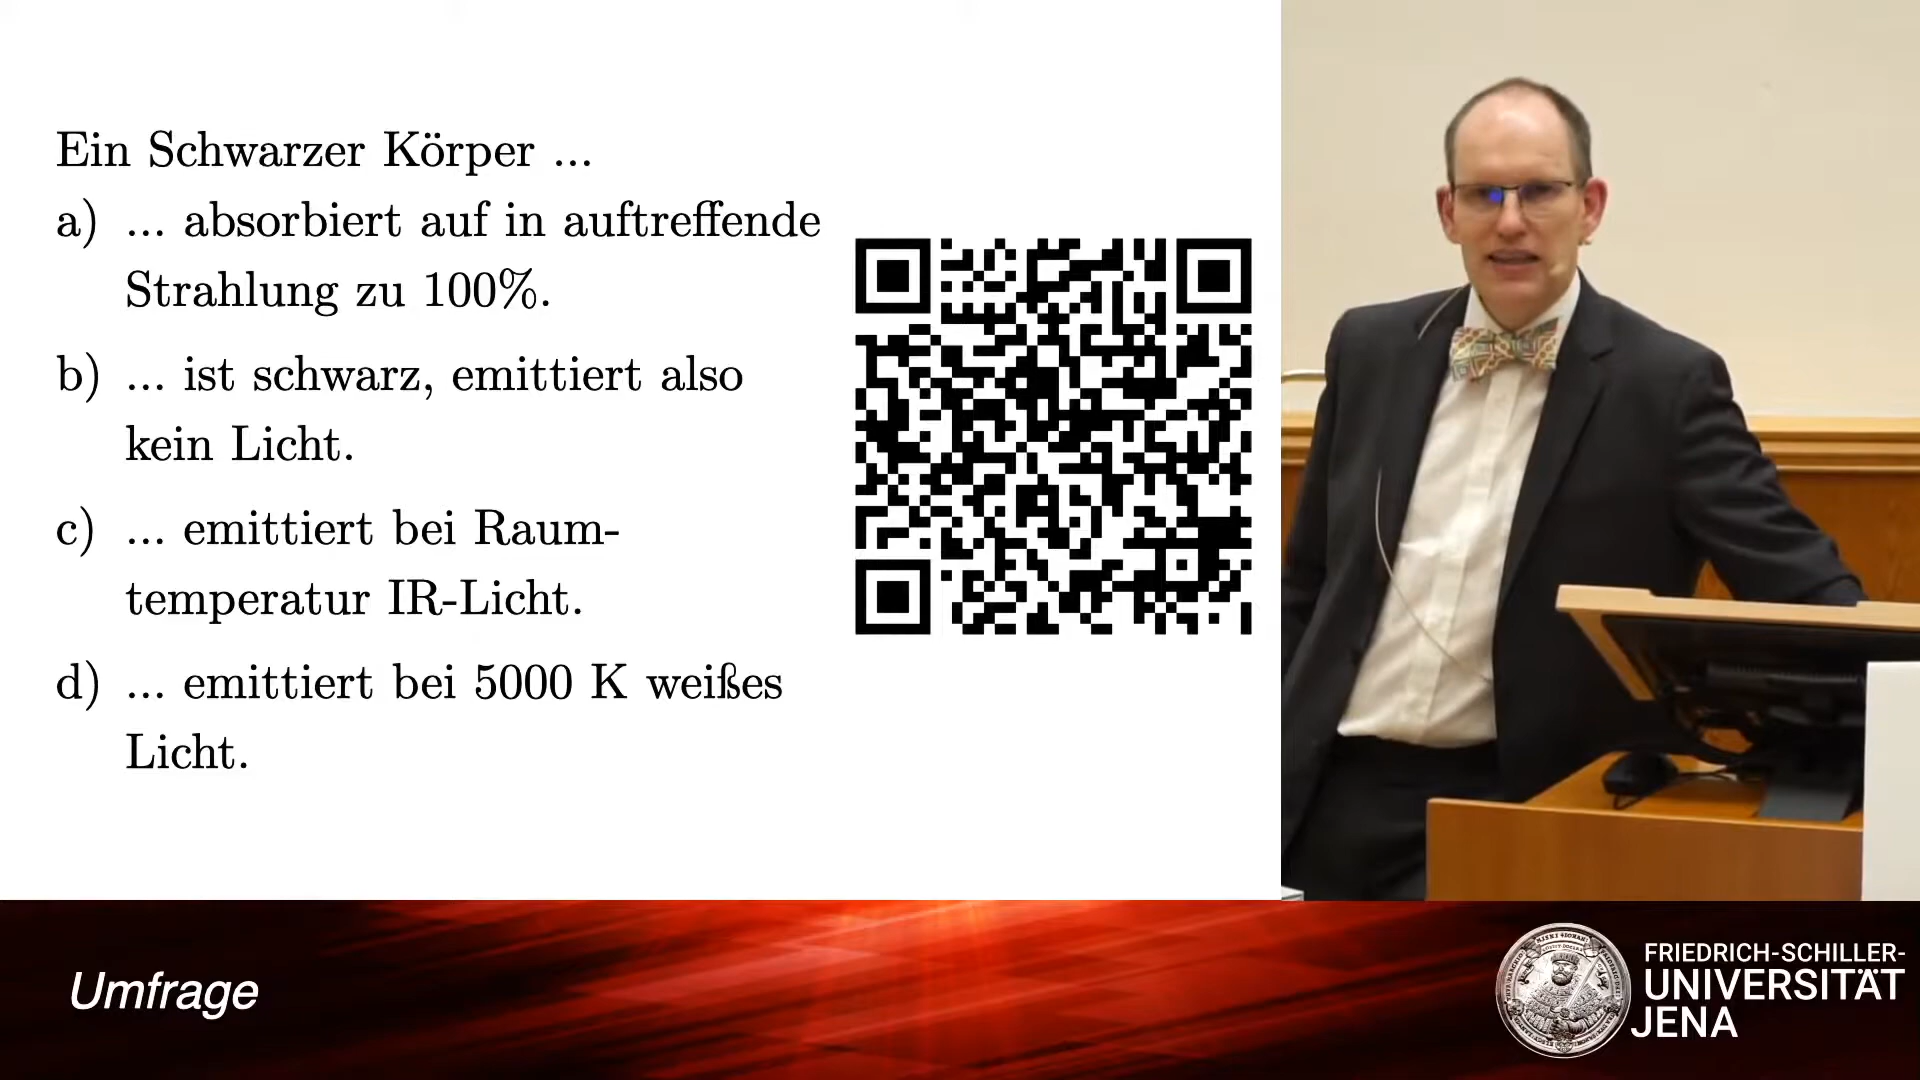 Ein Schwarzer Körper ...
a) ... absorbiert auf in auftreffende
Strahlung zu 100%.
b) ... ist schwarz, emittiert also
kein Licht.
c) ... emittiert bei Raum-
temperatur IR-Licht.
d) ... emittiert bei 5000 K weißes
Licht.
Umfrage
FRIEDRICH-SCHILLER-
UNIVERSITÄT
JENA